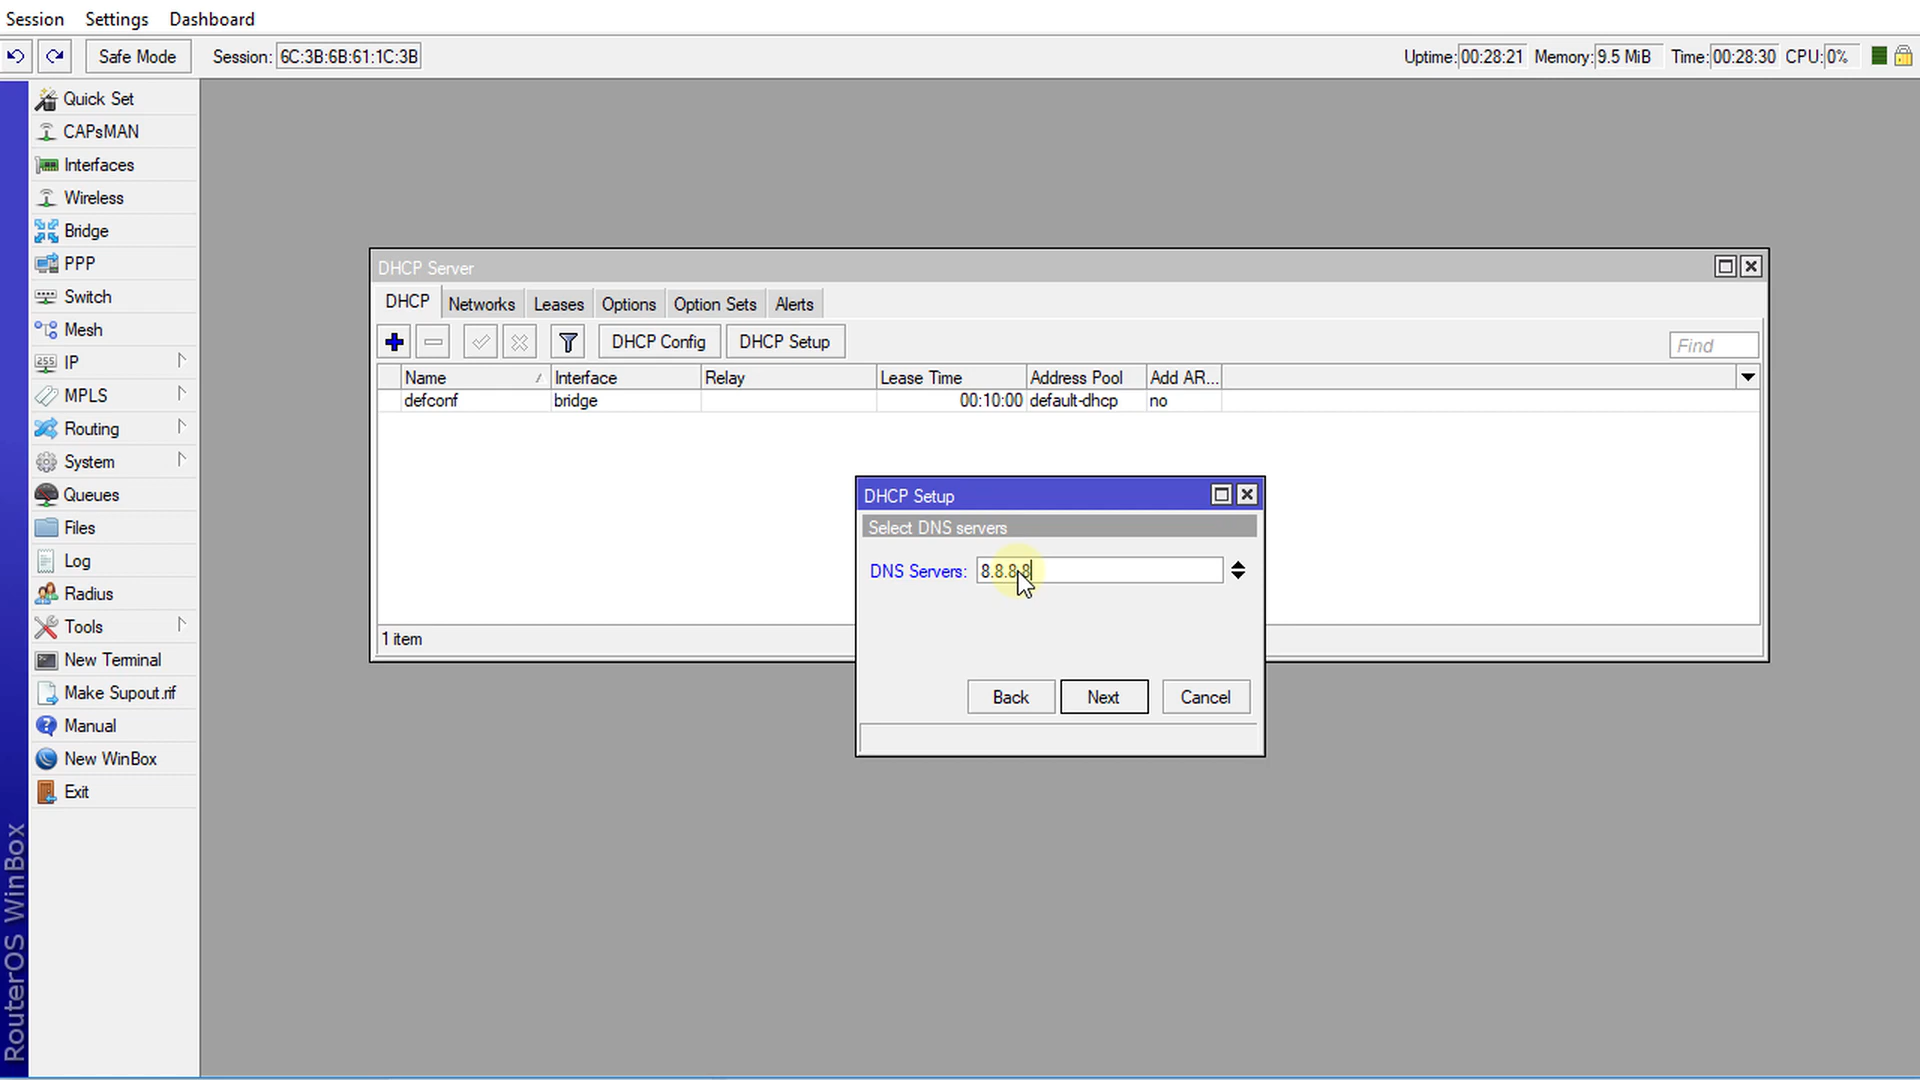 Session Settings Dashboard
Safe Mode Session: 6C:3B:6B:61:1C:3B Uptime: 00:28:21 Memory: 9.5 MiB Time: 00:28:30 CPU: 0%
Quick Set
CAPsMAN
Interfaces
Wireless
Bridge
PPP
Switch
Mesh
255 IP
MPLS
Routing
System
Queues
Files
Log
Radius
Tools
New Terminal
Make Supout.rif
Manual
New WinBox
Exit
RouterOS WinBox
DHCP Server
DHCP Networks Leases Options Option Sets Alerts
DHCP Config DHCP Setup Find
Name Interface Relay Lease Time Address Pool Add AR...
defconf bridge 00:10:00 default-dhcp no
1 item
DHCP Setup
Select DNS servers
DNS Servers: 8.8.8.8
Back Next Cancel